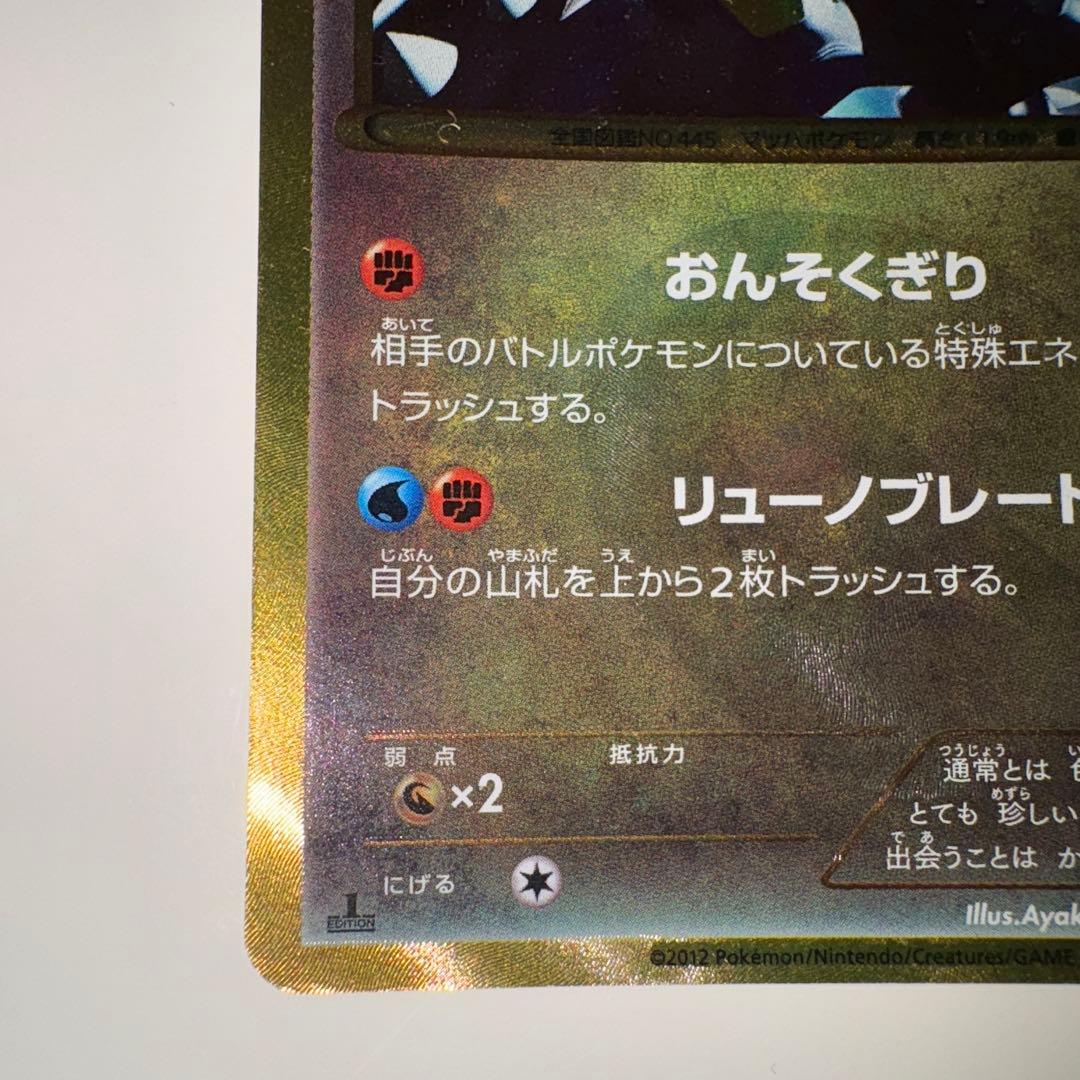 全国図鑑NO.445 マッハポケモン 高さ:1.9m
おんそくぎり
あいて とくしゅ
相手のバトルポケモンについている特殊エネ
トラッシュする。
リューノブレード
じぶん やまふだ うえ まい
自分の山札を上から2枚トラッシュする。
弱点 抵抗力
×2
つうじょう
通常とは
めずら
とても 珍しい
で あ
出会うことは か
にげる
1
EDITION
Illus.Ayak
©2012 Pokémon/Nintendo/Creatures/GAME